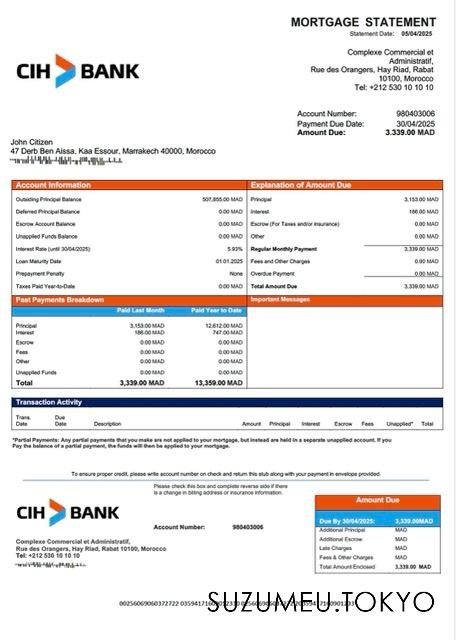 MORTGAGE STATEMENT
Statement Date: 05/04/2025
CIH BANK
Complexe Commercial et
Administratif,
Rue des Orangers, Hay Riad, Rabat
10100, Morocco
Tel: +212 530 10 10 10
Account Number: 980403006
Payment Due Date: 30/04/2025
Amount Due: 3.339.00 MAD
John Citizen
47 Derb Ben Aissa, Kaa Essour, Marrakech 40000, Morocco
Account Information
Outsiding Principal Balance 507,855.00 MAD
Deferred Principal Balance 0.00 MAD
Escrow Account Balance 0.00 MAD
Unapplied Funds Balance 0.00 MAD
Interest Rate (until 30/04/2025) 5.93%
Loan Maturity Date 01.01.2025
Prepayment Penalty None
Taxes Paid Year-to-Date 0.00 MAD
Explanation of Amount Due
Principal 3,153.00 MAD
Interest 186.00 MAD
Escrow (For Taxes and/or Insurance) 0.00 MAD
Other 0.00 MAD
Regular Monthly Payment 3,339.00 MAD
Fees and Other Charges 0.00 MAD
Overdue Payment 0.00 MAD
Total Amount Due 3,339.00 MAD
Past Payments Breakdown
Paid Last Month Paid Year to Date
Principal 3,153.00 MAD 12,612.00 MAD
Interest 186.00 MAD 747.00 MAD
Escrow 0.00 MAD 0.00 MAD
Fees 0.00 MAD 0.00 MAD
Other 0.00 MAD 0.00 MAD
Unapplied Funds 0.00 MAD 0.00 MAD
Total 3,339.00 MAD 13,359.00 MAD
Important Messages
Transaction Activity
Trans. Date Due Date Description Amount Principal Interest Escrow Fees Unapplied* Total
*Partial Payments: Any partial payments that you make are not applied to your mortgage, but instead are held in a separate unapplied account. If you
Pay the balance of a partial payment, the funds will then be applied to your mortgage.
To ensure proper credit, please write account number on check and return this stub along with your payment in envelope provided.
Please check this box and complete reverse side if there
is a change in billing address or insurance information.
CIH BANK
Account Number: 980403006
Complexe Commercial et Administratif,
Rue des Orangers, Hay Riad, Rabat 10100, Morocco
Tel: +212 530 10 10 10
Amount Due
Due By 30/04/2025: 3,339.00MAD
Additional Principal MAD
Additional Escrow MAD
Late Charges MAD
Fees & Other Charges MAD
Total Amount Enclosed 3,339.00 MAD
SUZUMEU.TOKYO